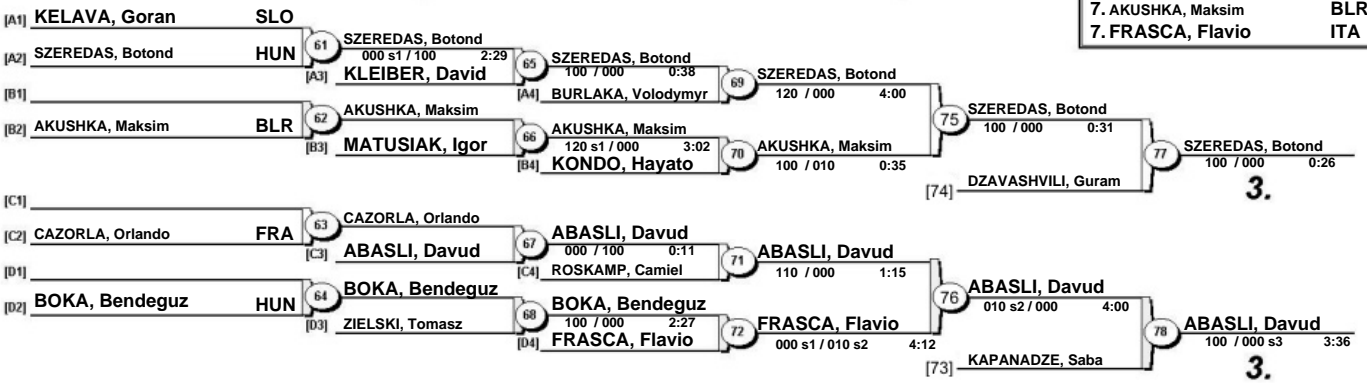 7. AKUSHKA, Maksim BLR
7. FRASCA, Flavio ITA
[A1] KELAVA, Goran SLO
[A2] SZEREDAS, Botond HUN
61
SZEREDAS, Botond
000 s1 / 100 2:29
[A3] KLEIBER, David
65
SZEREDAS, Botond
100 / 000 0:38
[A4] BURLAKA, Volodymyr
69
SZEREDAS, Botond
120 / 000 4:00
[B1]
[B2] AKUSHKA, Maksim BLR
62
AKUSHKA, Maksim
[B3] MATUSIAK, Igor
66
AKUSHKA, Maksim
120 s1 / 000 3:02
[B4] KONDO, Hayato
70
AKUSHKA, Maksim
100 / 010 0:35
75
SZEREDAS, Botond
100 / 000 0:31
[74] DZAVASHVILI, Guram
77
SZEREDAS, Botond
100 / 000 0:26
3.
[C1]
[C2] CAZORLA, Orlando FRA
63
CAZORLA, Orlando
[C3] ABASLI, Davud
67
ABASLI, Davud
000 / 100 0:11
[C4] ROSKAMP, Camiel
71
ABASLI, Davud
110 / 000 1:15
[D1]
[D2] BOKA, Bendeguz HUN
64
BOKA, Bendeguz
[D3] ZIELSKI, Tomasz
68
BOKA, Bendeguz
100 / 000 2:27
[D4] FRASCA, Flavio
72
FRASCA, Flavio
000 s1 / 010 s2 4:12
76
ABASLI, Davud
010 s2 / 000 4:00
[73] KAPANADZE, Saba
78
ABASLI, Davud
100 / 000 s3 3:36
3.